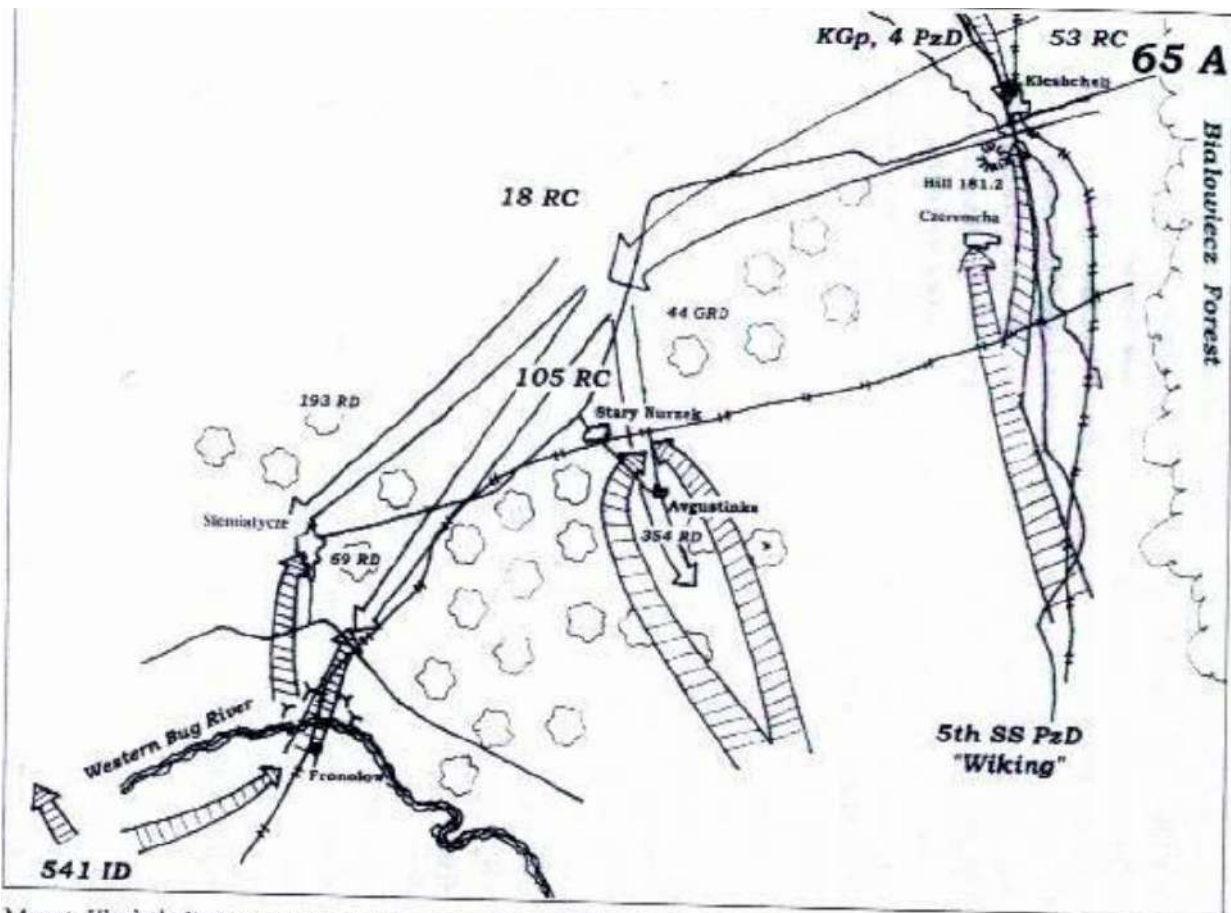 KGp, 4 PzD
53 RC
65 A
Bialowiecz Forest
Hill 181.2
Czeremcha
18 RC
44 GRD
105 RC
Stary Nurzek
193 RD
Siemiatycze
69 RD
Avgustinka
354 RD
Western Bug River
Fronolow
5th SS PzD
"Wiking"
541 ID